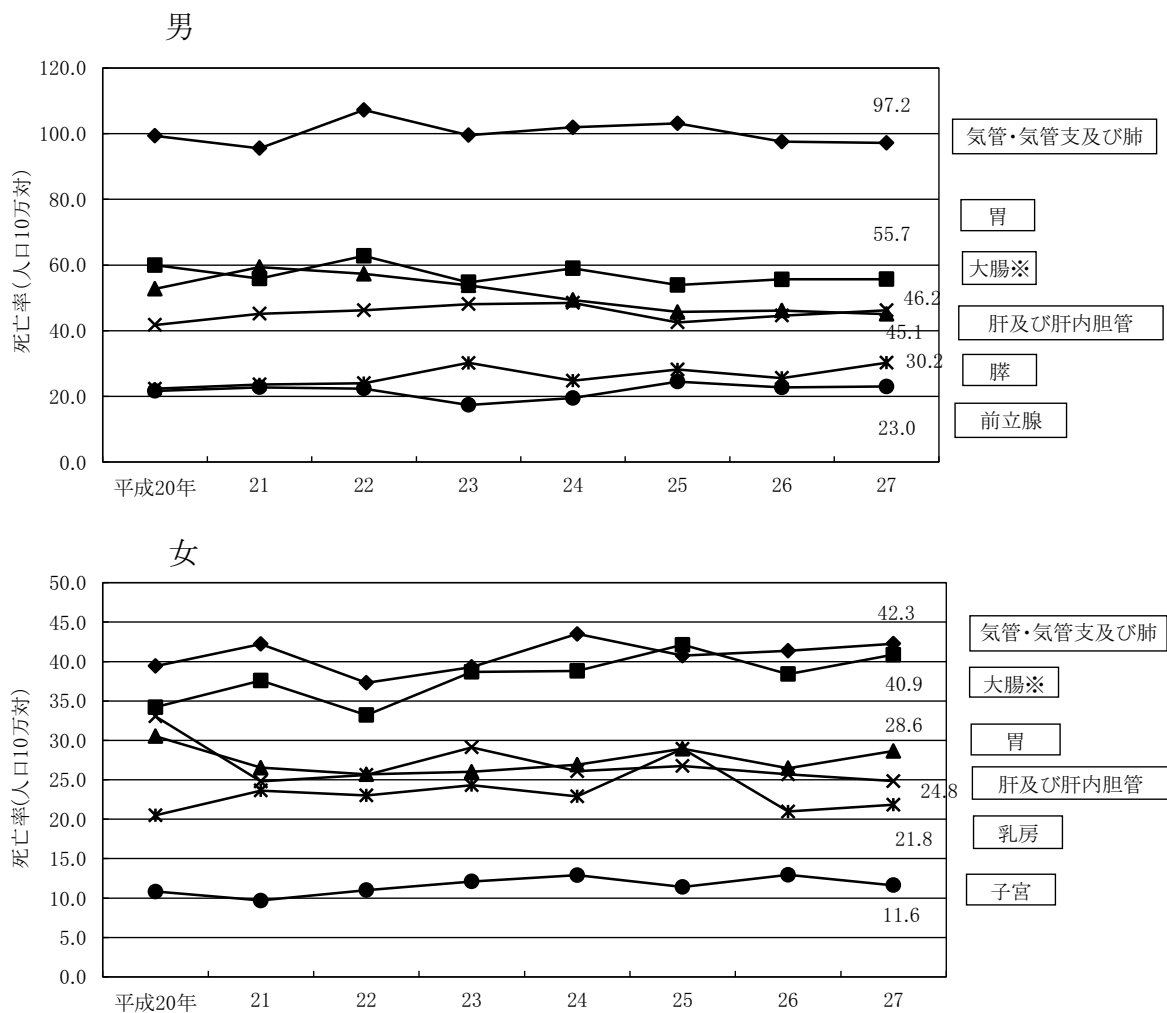 男
120.0
100.0
80.0
60.0
40.0
20.0
0.0
死亡率(人口10万対)
97.2
55.7
46.2
45.1
30.2
23.0
気管・気管支及び肺
胃
大腸※
肝及び肝内胆管
膵
前立腺
平成20年 21 22 23 24 25 26 27
女
50.0
45.0
40.0
35.0
30.0
25.0
20.0
15.0
10.0
5.0
0.0
死亡率(人口10万対)
42.3
40.9
28.6
24.8
21.8
11.6
気管・気管支及び肺
大腸※
胃
肝及び肝内胆管
乳房
子宮
平成20年 21 22 23 24 25 26 27